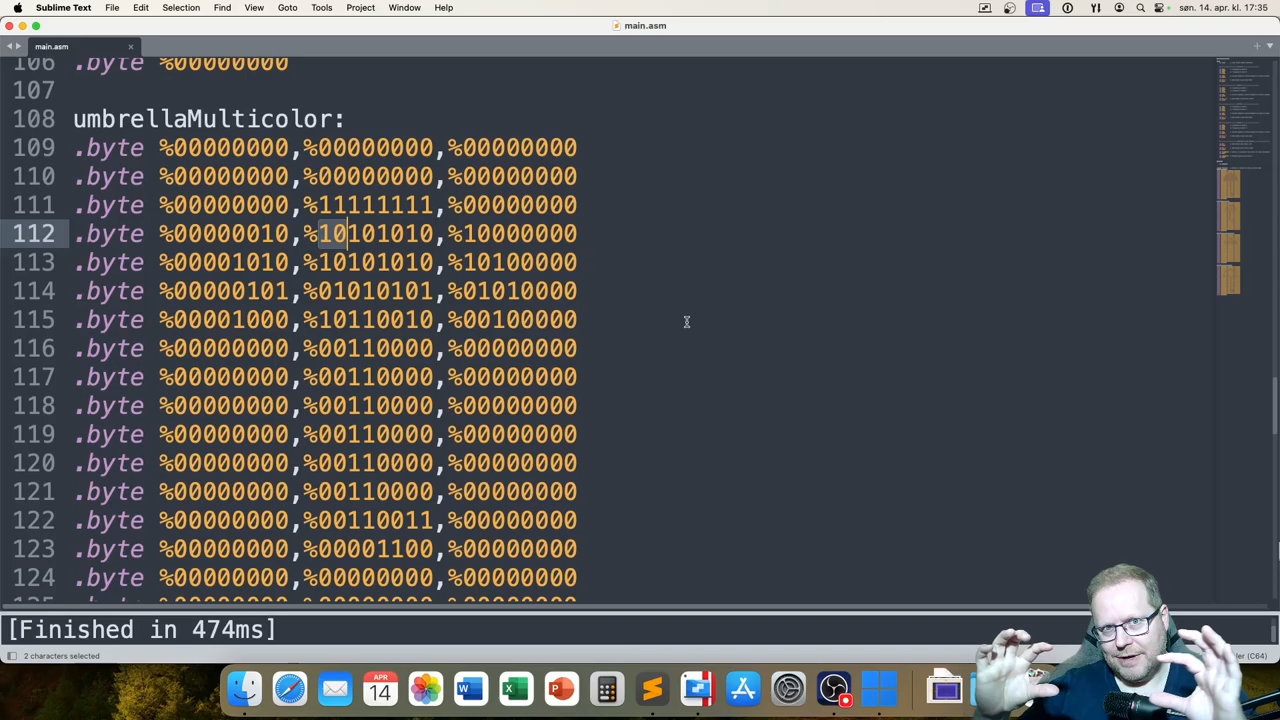 Sublime Text File Edit Selection Find View Goto Tools Project Window Help søn. 14. apr. kl. 17:35
main.asm
main.asm
106 .byte %00000000
107
108 umbrellaMulticolor:
109 .byte %00000000,%00000000,%00000000
110 .byte %00000000,%00000000,%00000000
111 .byte %00000000,%11111111,%00000000
112 .byte %00000010,%10101010,%10000000
113 .byte %00001010,%10101010,%10100000
114 .byte %00000101,%01010101,%01010000
115 .byte %00001000,%10110010,%00100000
116 .byte %00000000,%00110000,%00000000
117 .byte %00000000,%00110000,%00000000
118 .byte %00000000,%00110000,%00000000
119 .byte %00000000,%00110000,%00000000
120 .byte %00000000,%00110000,%00000000
121 .byte %00000000,%00110000,%00000000
122 .byte %00000000,%00110011,%00000000
123 .byte %00000000,%00001100,%00000000
124 .byte %00000000,%00000000,%00000000
[Finished in 474ms]
2 characters selected
(C64)
APR
14